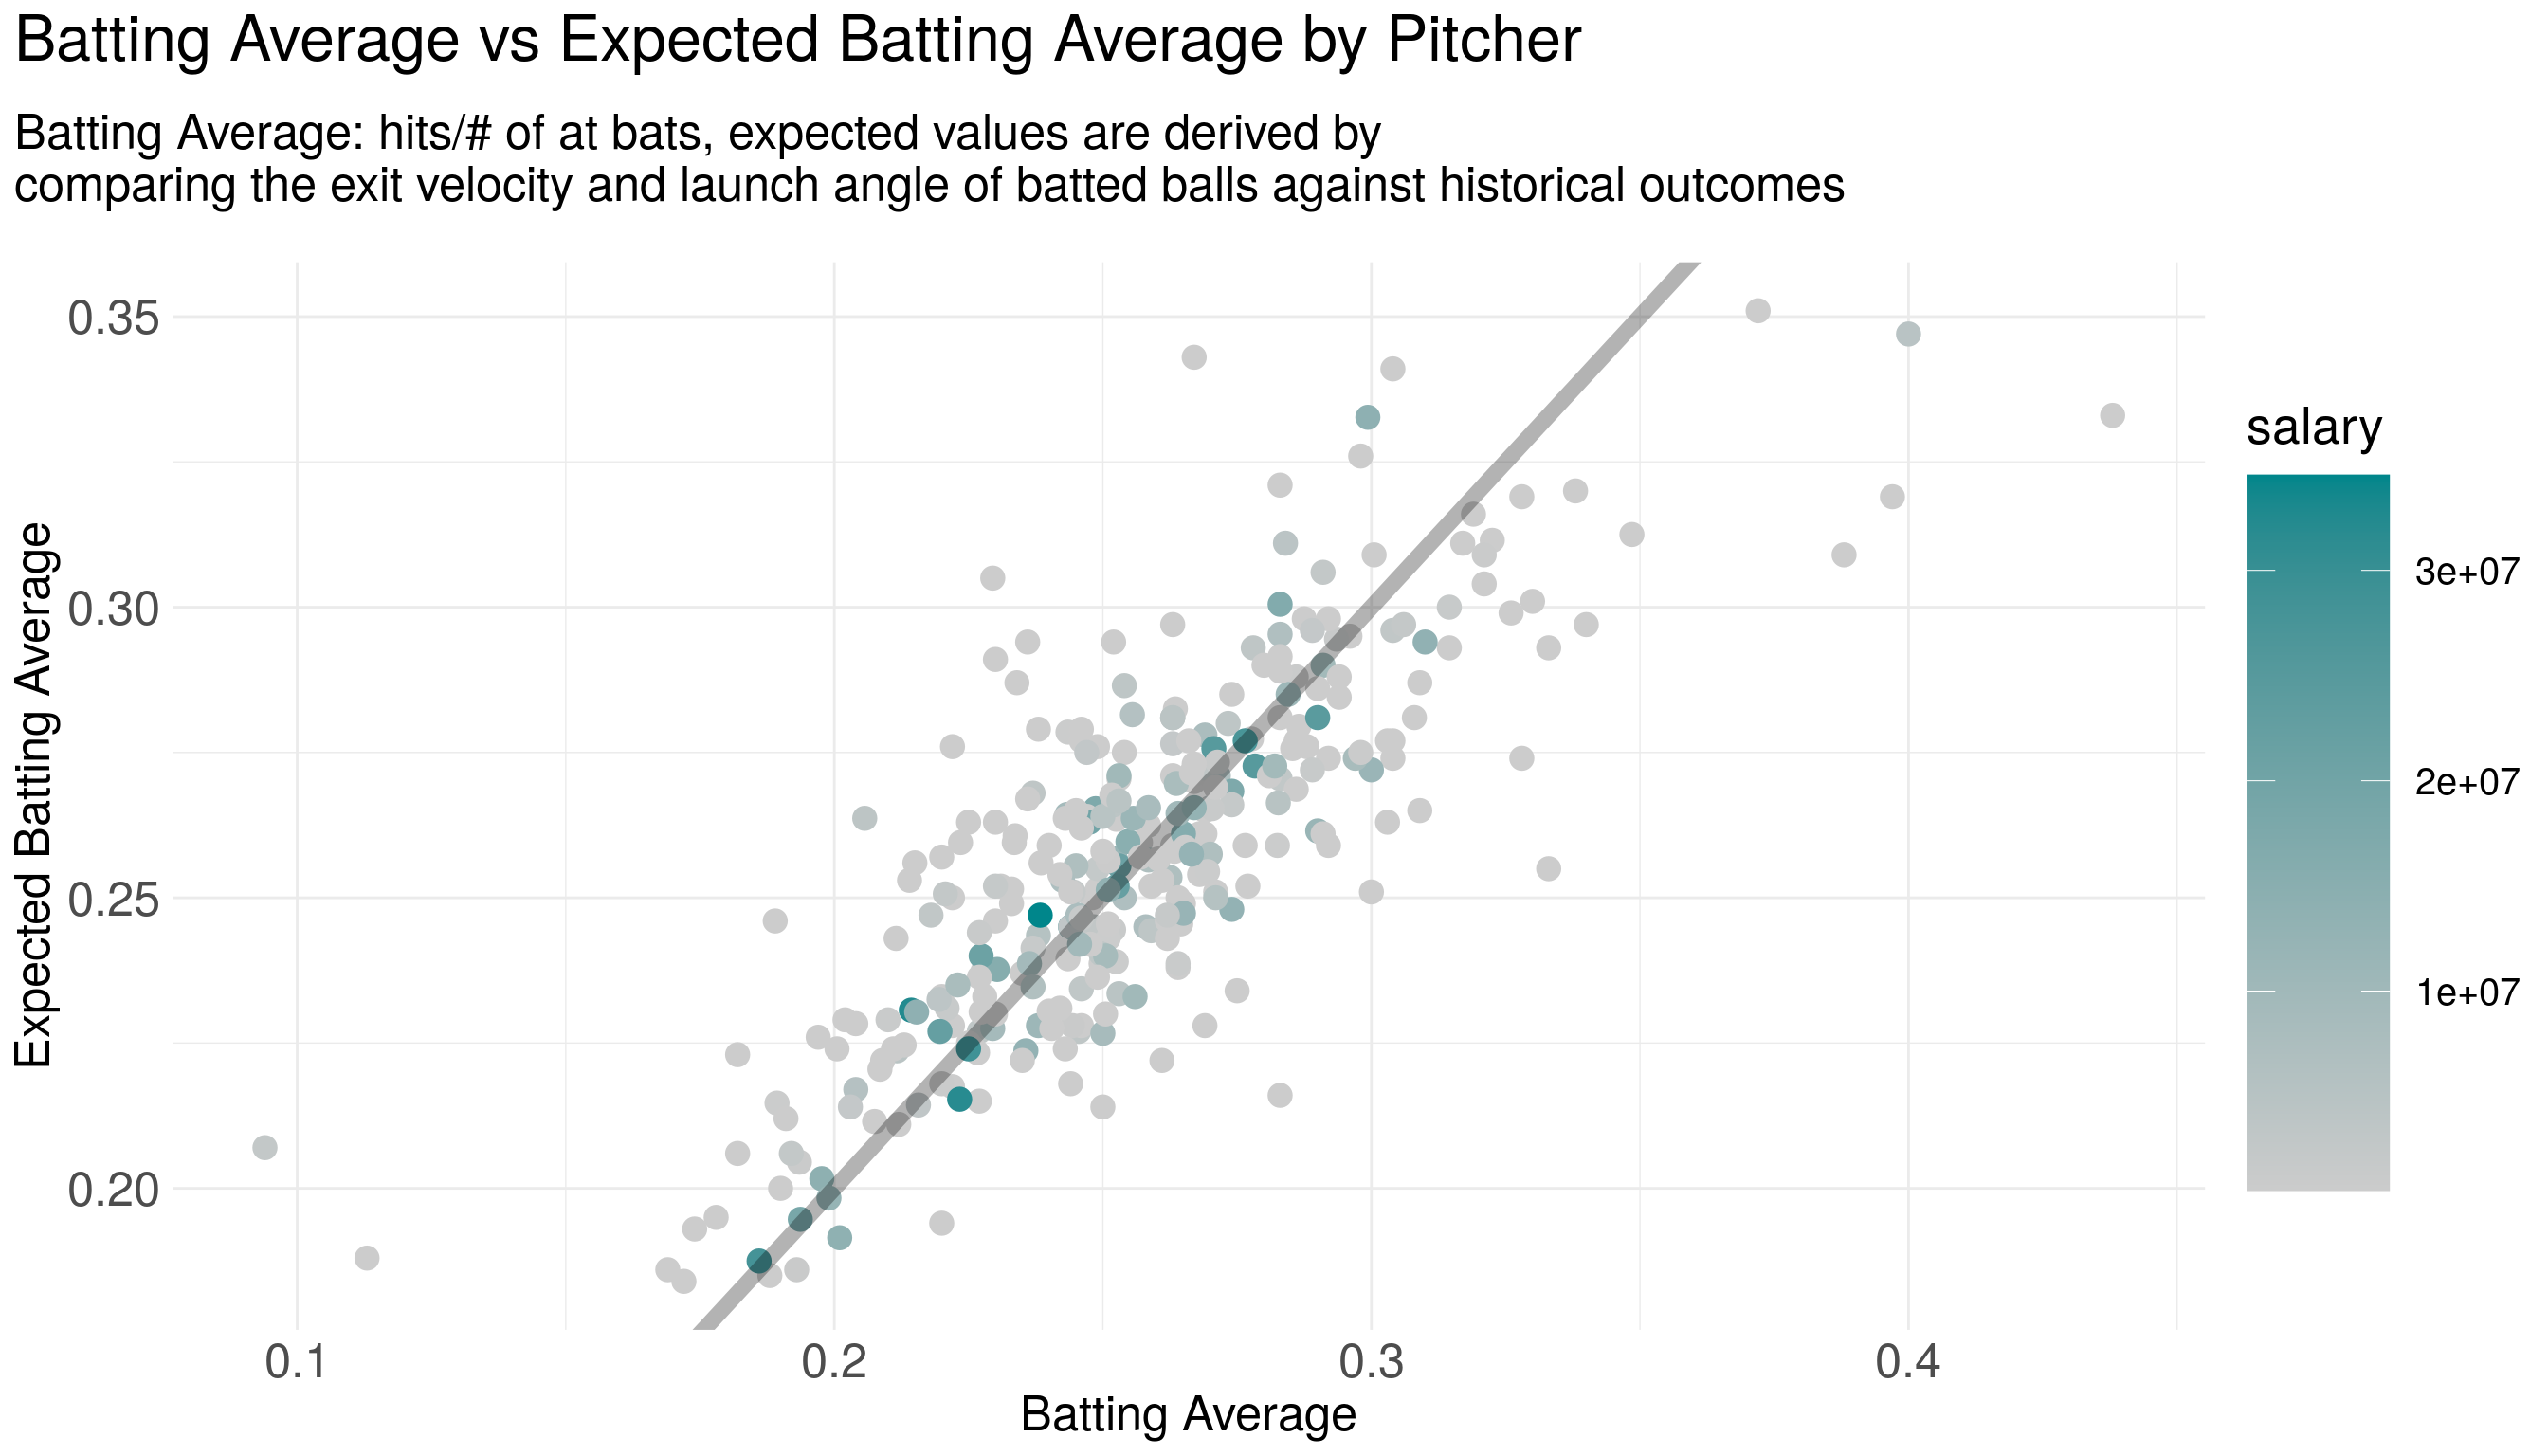 Batting Average vs Expected Batting Average by Pitcher
Batting Average: hits/# of at bats, expected values are derived by
comparing the exit velocity and launch angle of batted balls against historical outcomes
Expected Batting Average
0.35
0.30
0.25
0.20
0.1
0.2
0.3
0.4
Batting Average
salary
3e+07
2e+07
1e+07